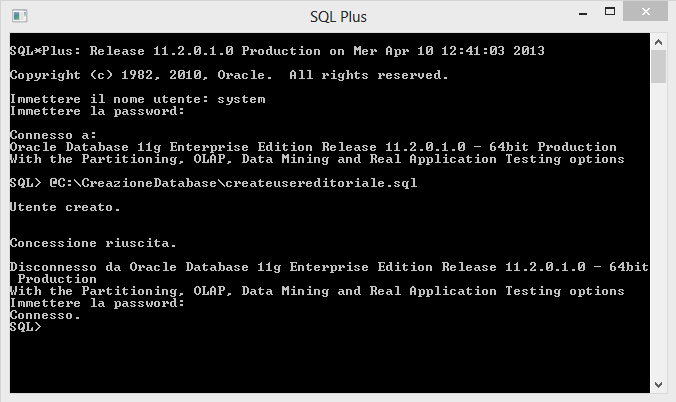 SQL Plus
SQL*Plus: Release 11.2.0.1.0 Production on Mer Apr 10 12:41:03 2013
Copyright (c) 1982, 2010, Oracle.  All rights reserved.
Immettere il nome utente: system
Immettere la password:
Connesso a:
Oracle Database 11g Enterprise Edition Release 11.2.0.1.0 - 64bit Production
With the Partitioning, OLAP, Data Mining and Real Application Testing options
SQL> @C:\CreazioneDatabase\createusereditoriale.sql
Utente creato.
Concessione riuscita.
Disconnesso da Oracle Database 11g Enterprise Edition Release 11.2.0.1.0 - 64bit
 Production
With the Partitioning, OLAP, Data Mining and Real Application Testing options
Immettere la password:
Connesso.
SQL>